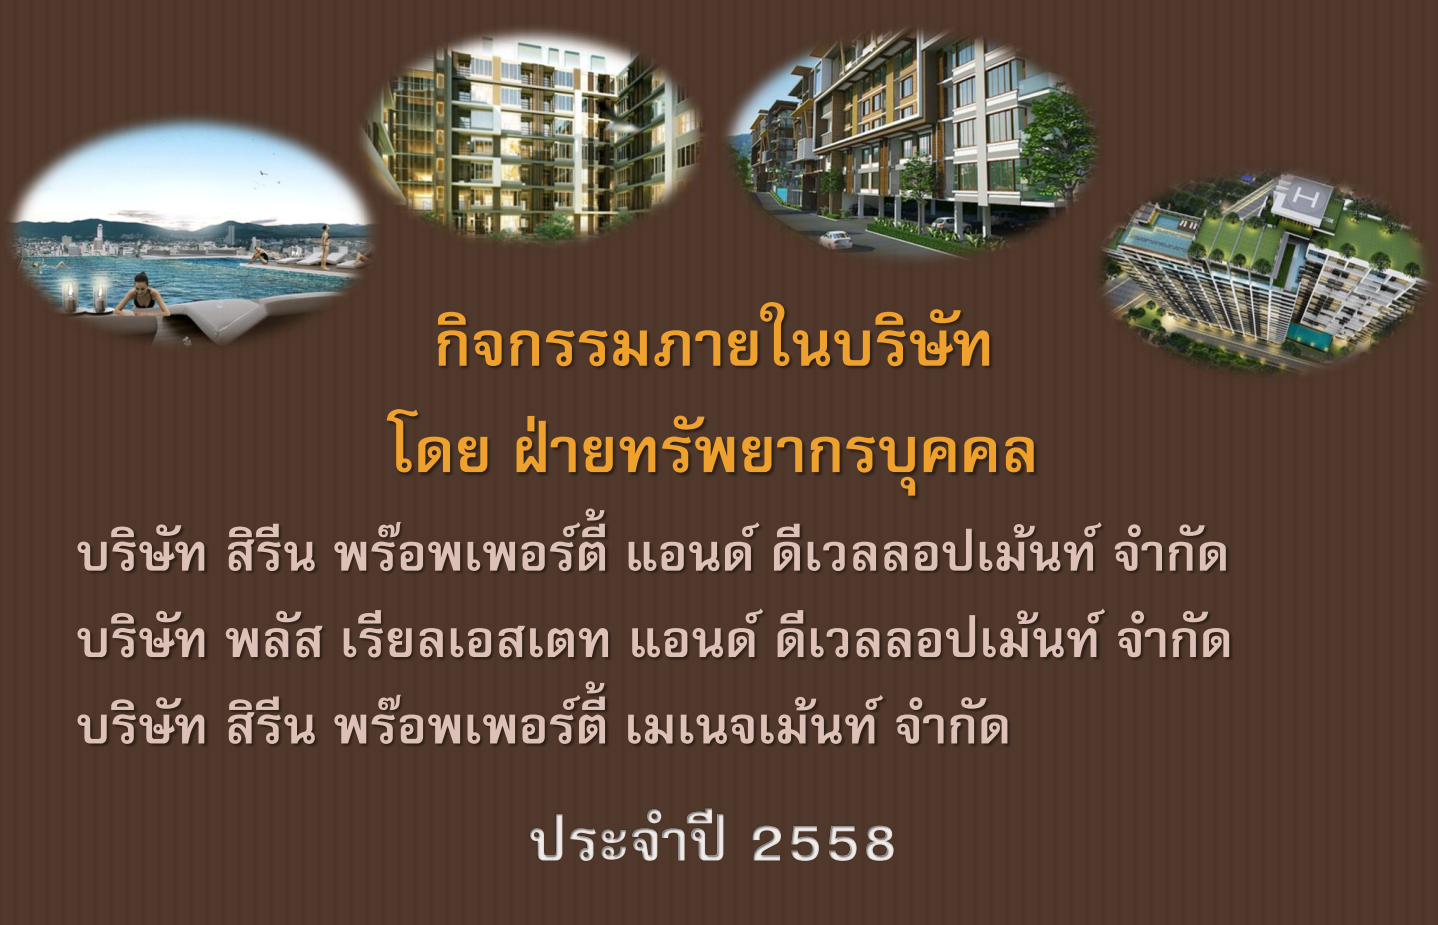 กิจกรรมภายในบริษัท
โดย ฝ่ายทรัพยากรบุคคล
บริษัท สิรีน พร๊อพเพอร์ตี้ แอนด์ ดีเวลลอปเม้นท์ จำกัด
บริษัท พลัส เรียลเอสเตท แอนด์ ดีเวลลอปเม้นท์ จำกัด
บริษัท สิรีน พร๊อพเพอร์ตี้ เมเนจเม้นท์ จำกัด
ประจำปี 2558